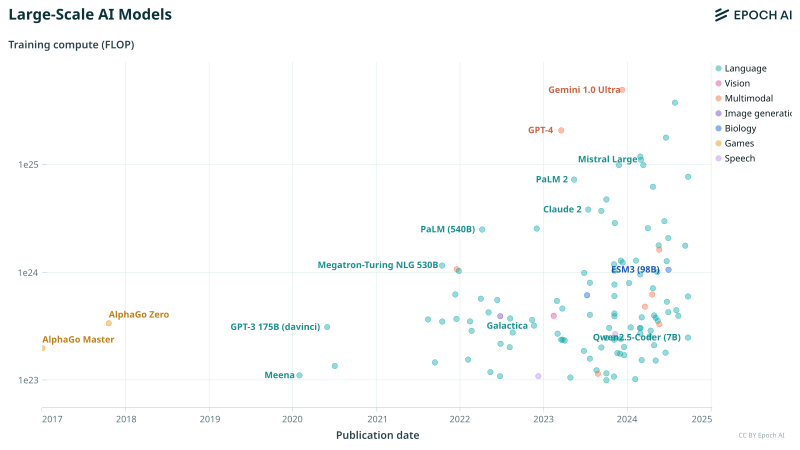 Large-Scale AI Models
EPOCH AI
Training compute (FLOP)
Language
Vision
Multimodal
Image generatic
Biology
Games
Speech
Gemini 1.0 Ultra
GPT-4
Mistral Large
1e25
PaLM 2
Claude 2
PaLM (540B)
Megatron-Turing NLG 530B
ESM3 (98B)
1e24
AlphaGo Zero
GPT-3 175B (davinci)
Galactica
AlphaGo Master
Qwen2.5-Coder (7B)
Meena
1e23
2017 2018 2019 2020 2021 2022 2023 2024 2025
Publication date
CC BY Epoch AI